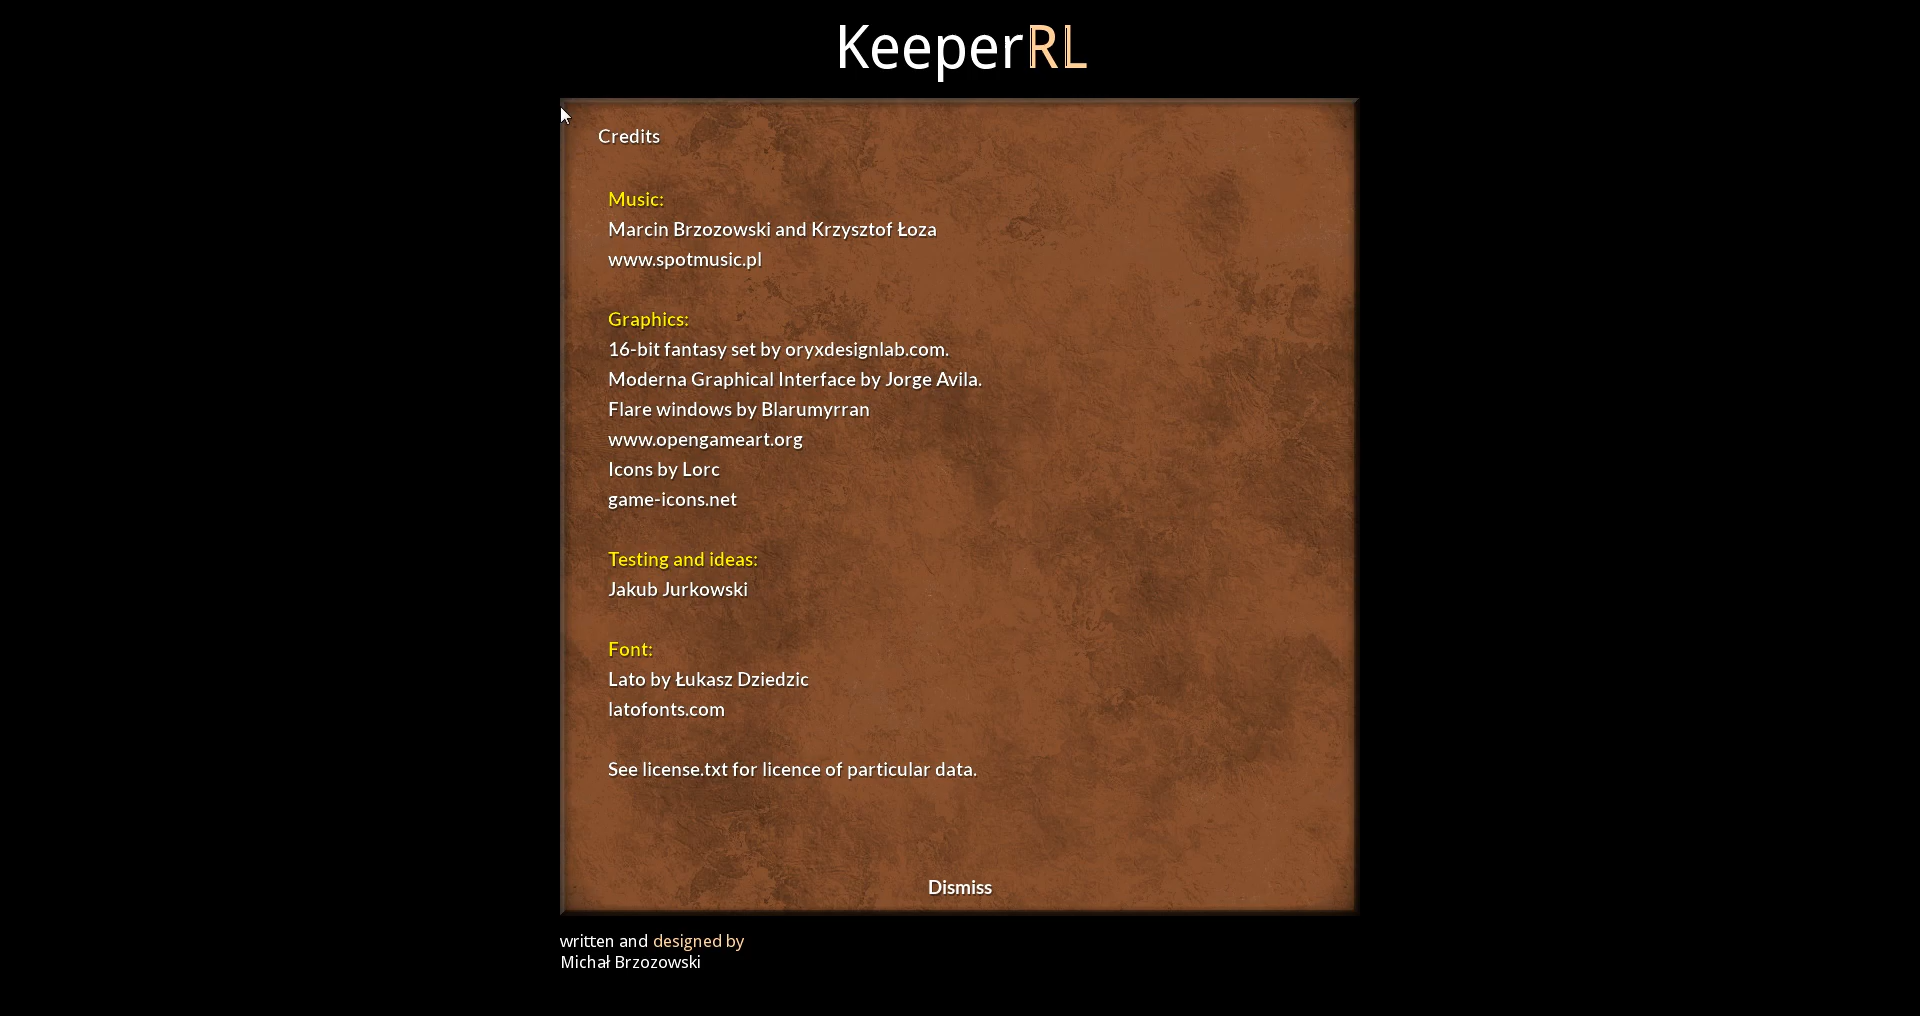 KeeperRL
Credits
Music:
Marcin Brzozowski and Krzysztof Łoza
www.spotmusic.pl
Graphics:
16-bit fantasy set by oryxdesignlab.com.
Moderna Graphical Interface by Jorge Avila.
Flare windows by Blarumyrran
www.opengameart.org
Icons by Lorc
game-icons.net
Testing and ideas:
Jakub Jurkowski
Font:
Lato by Łukasz Dziedzic
latofonts.com
See license.txt for licence of particular data.
Dismiss
written and designed by
Michał Brzozowski